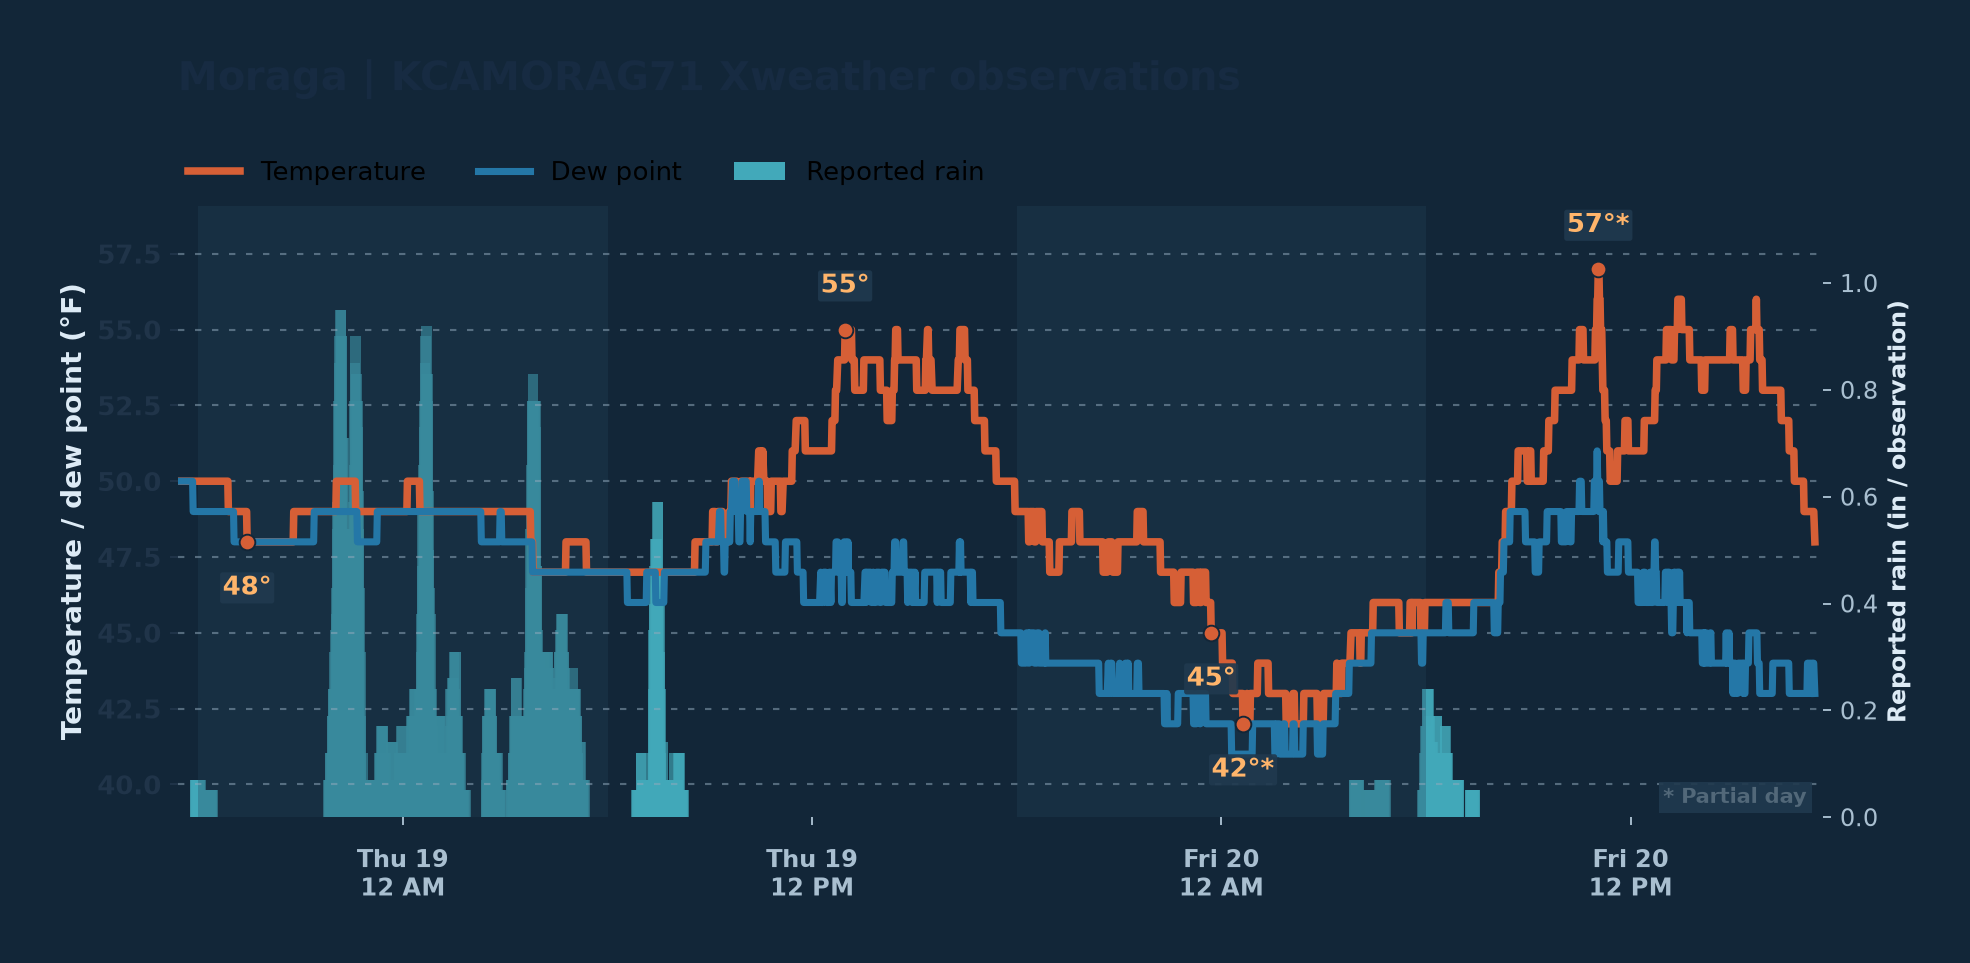 Moraga | KCAMORAG71 Xweather observations
Temperature
Dew point
Reported rain
Temperature / dew point (°F)
57.5
55.0
52.5
50.0
47.5
45.0
42.5
40.0
48°
55°
45°
42°*
57°*
* Partial day
1.0
0.8
0.6
0.4
0.2
0.0
Reported rain (in / observation)
Thu 19
12 AM
Thu 19
12 PM
Fri 20
12 AM
Fri 20
12 PM